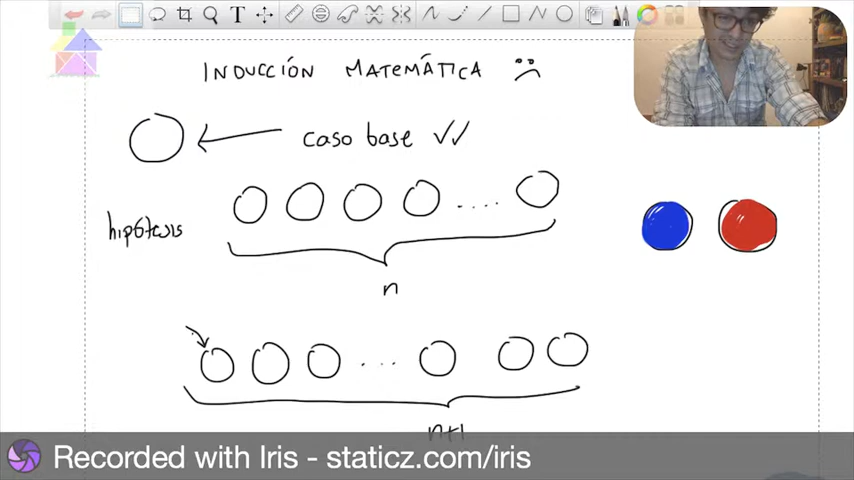 INDUCCIÓN MATEMÁTICA
caso base
hipótesis
n
n+1
Recorded with Iris - staticz.com/iris